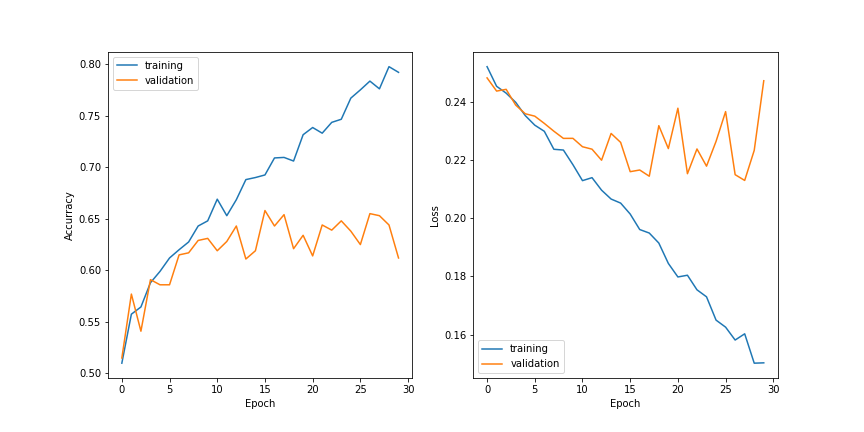 training
validation
0.80
0.75
0.70
0.65
0.60
0.55
0.50
Accurracy
0 5 10 15 20 25 30
Epoch
0.24
0.22
0.20
0.18
0.16
Loss
training
validation
0 5 10 15 20 25 30
Epoch